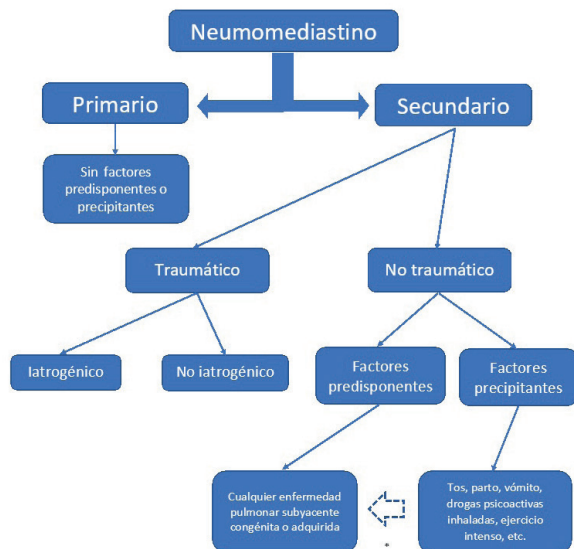 Neumomediastino
Primario
Secundario
Sin factores
predisponentes o
precipitantes
Traumático
No traumático
Iatrogénico
No iatrogénico
Factores
predisponentes
Factores
precipitantes
Cualquier enfermedad
pulmonar subyacente
congénita o adquirida
Tos, parto, vómito,
drogas psicoactivas
inhaladas, ejercicio
intenso, etc.